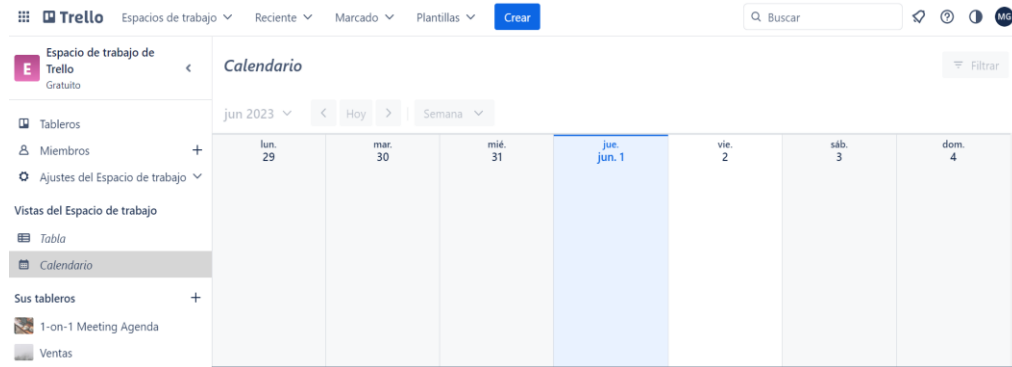 Trello Espacios de trabajo Reciente Marcado Plantillas Crear Buscar MG
E Espacio de trabajo de
Trello
Gratuito
Calendario
Filtrar
jun 2023 Hoy Semana
Tableros
Miembros
Ajustes del Espacio de trabajo
Vistas del Espacio de trabajo
Tabla
Calendario
Sus tableros
1-on-1 Meeting Agenda
Ventas
lun. mar. mié. jue. vie. sáb. dom.
29 30 31 jun. 1 2 3 4